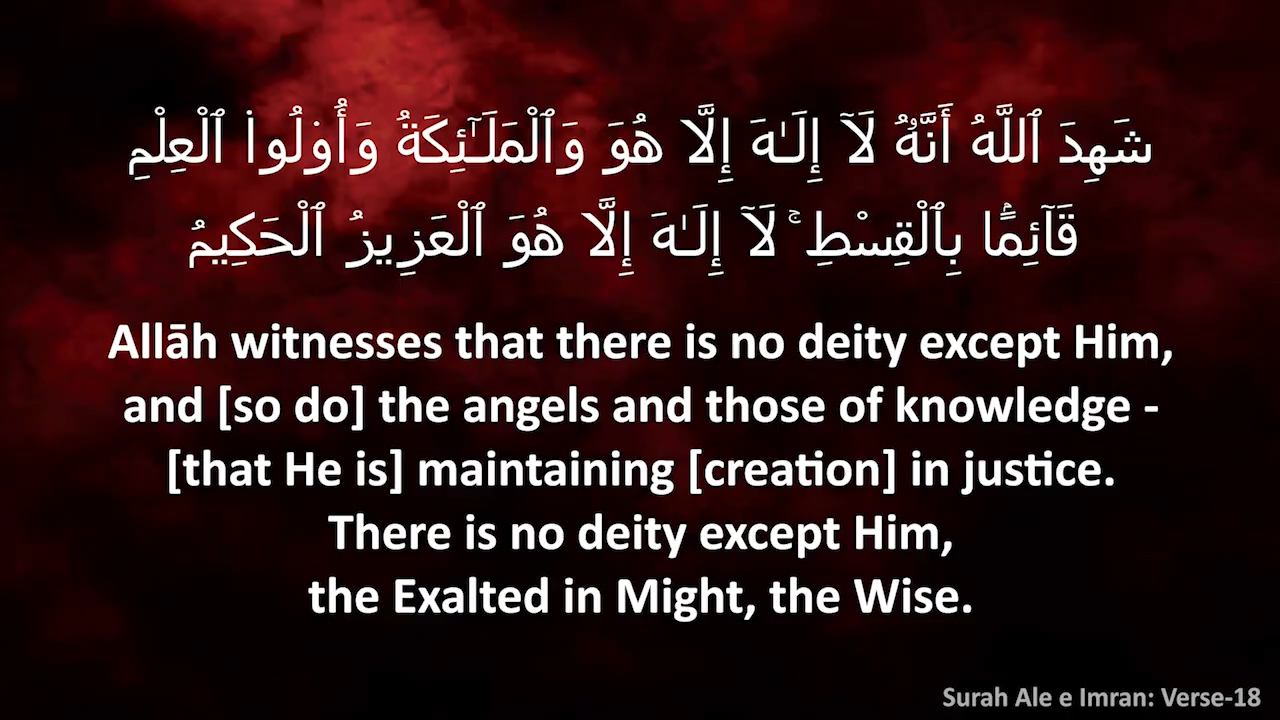 شَهِدَ ٱللَّهُ أَنَّهُۥ لَآ إِلَـٰهَ إِلَّا هُوَ وَٱلْمَلَـٰٓئِكَةُ وَأُو۟لُوا۟ ٱلْعِلْمِ
قَآئِمًۢا بِٱلْقِسْطِ ۚ لَآ إِلَـٰهَ إِلَّا هُوَ ٱلْعَزِيزُ ٱلْحَكِيمُ
Allāh witnesses that there is no deity except Him,
and [so do] the angels and those of knowledge -
[that He is] maintaining [creation] in justice.
There is no deity except Him,
the Exalted in Might, the Wise.
Surah Ale e Imran: Verse-18